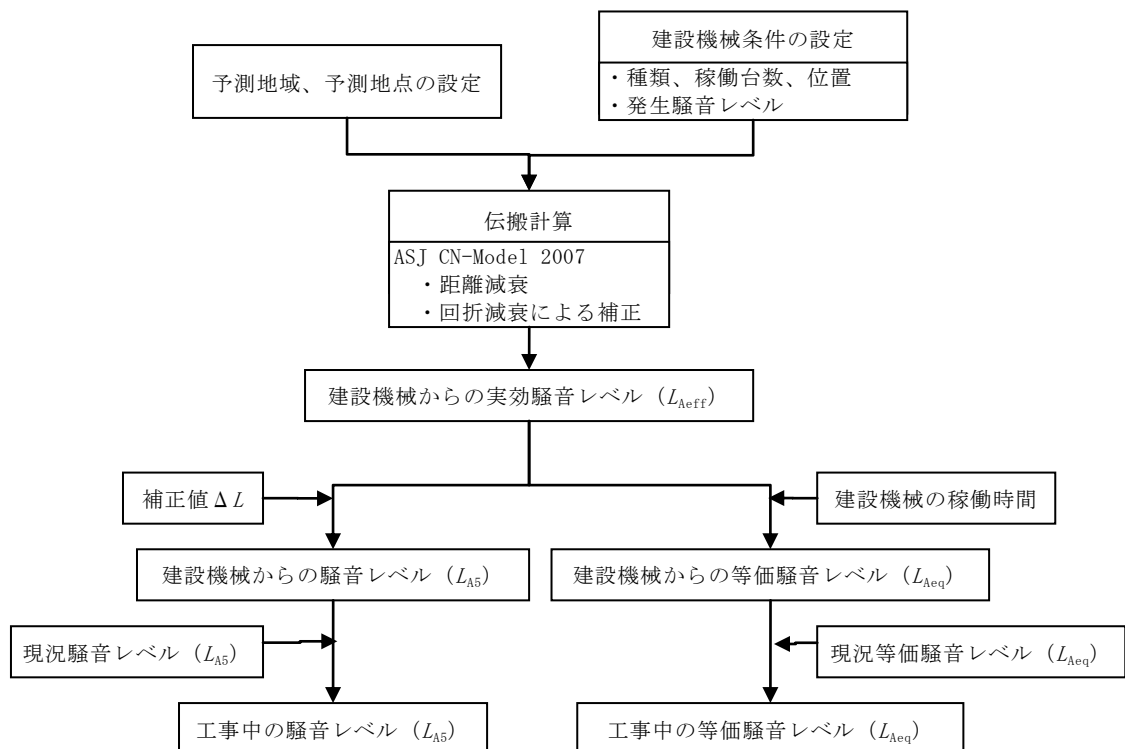 建設機械条件の設定
・種類、稼働台数、位置
・発生騒音レベル
予測地域、予測地点の設定
伝搬計算
ASJ CN-Model 2007
・距離減衰
・回折減衰による補正
建設機械からの実効騒音レベル（LAeff）
補正値ΔL
建設機械の稼働時間
建設機械からの騒音レベル（LA5）
建設機械からの等価騒音レベル（LAeq）
現況騒音レベル（LA5）
現況等価騒音レベル（LAeq）
工事中の騒音レベル（LA5）
工事中の等価騒音レベル（LAeq）